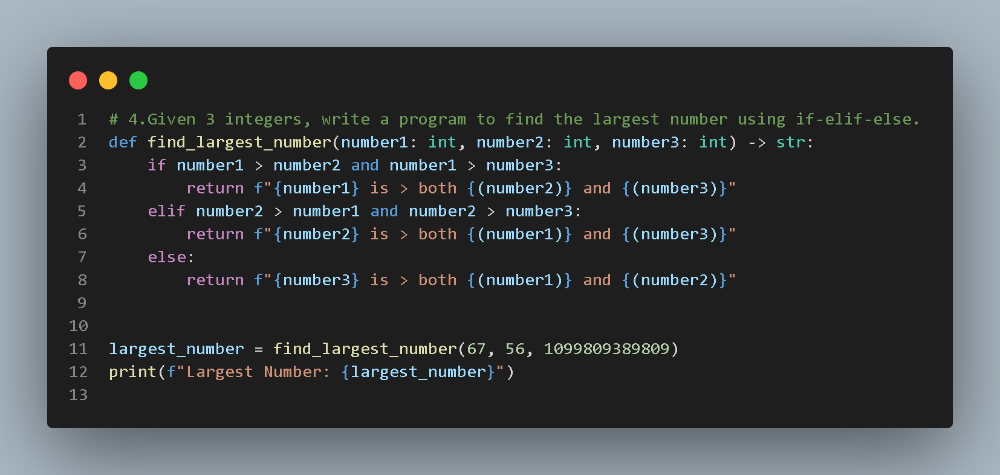 1 # 4.Given 3 integers, write a program to find the largest number using if-elif-else.
2 def find_largest_number(number1: int, number2: int, number3: int) -> str:
3     if number1 > number2 and number1 > number3:
4         return f"{number1} is > both {(number2)} and {(number3)}"
5     elif number2 > number1 and number2 > number3:
6         return f"{number2} is > both {(number1)} and {(number3)}"
7     else:
8         return f"{number3} is > both {(number1)} and {(number2)}"
9
10
11 largest_number = find_largest_number(67, 56, 1099809389809)
12 print(f"Largest Number: {largest_number}")
13